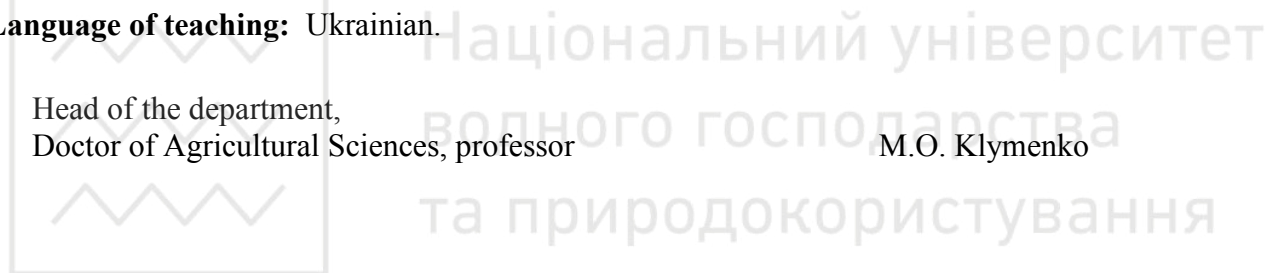 Language of teaching: Ukrainian.
Національний університет
Head of the department,
водного господарства
Doctor of Agricultural Sciences, professor M.O. Klymenko
та природокористування